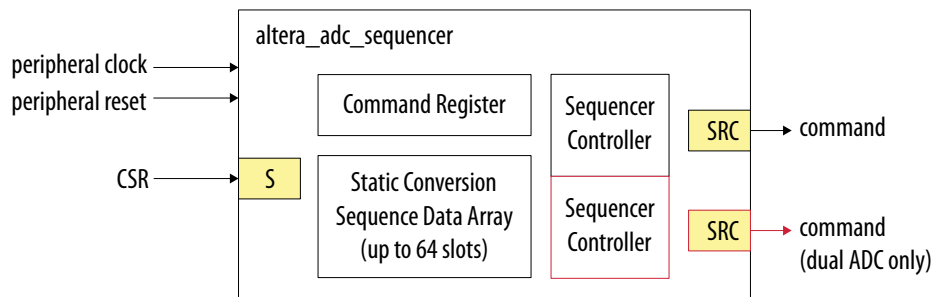 altera_adc_sequencer
peripheral clock
peripheral reset
Command Register
Sequencer
Controller
SRC
command
CSR
S
Static Conversion
Sequence Data Array
(up to 64 slots)
Sequencer
Controller
SRC
command
(dual ADC only)